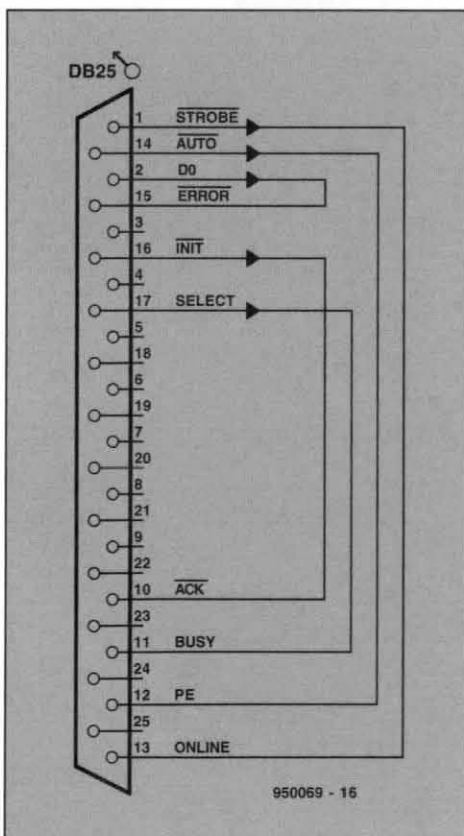 DB25
1 STROBE
14 AUTO
2 D0
15 ERROR
3
16 INIT
4
17 SELECT
5
18
6
19
7
20
8
21
9
22
10 ACK
23
11 BUSY
24
12 PE
25
13 ONLINE
950069 - 16